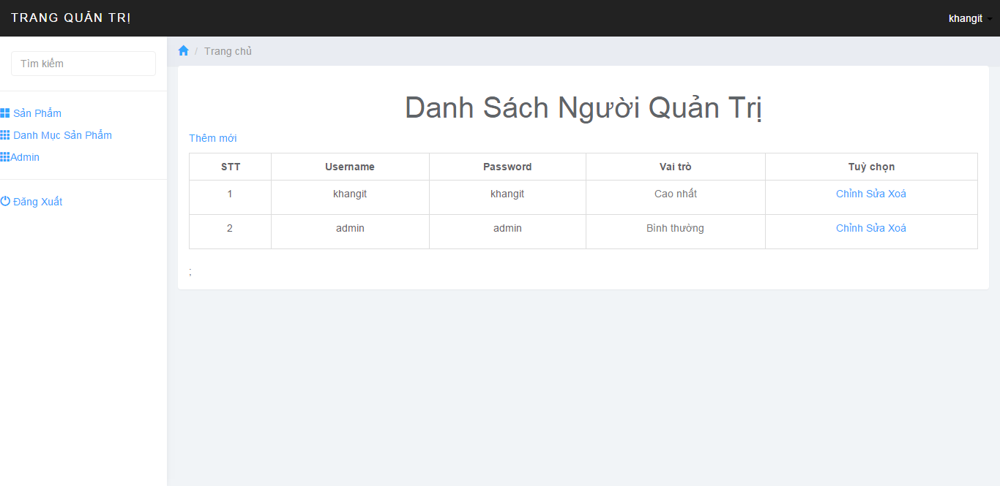 TRANG QUẢN TRỊ
khangit
Tìm kiếm
Sản Phẩm
Danh Mục Sản Phẩm
Admin
Đăng Xuất
/ Trang chủ
Danh Sách Người Quản Trị
Thêm mới
STT Username Password Vai trò Tuỳ chọn
1 khangit khangit Cao nhất Chỉnh Sửa Xoá
2 admin admin Bình thường Chỉnh Sửa Xoá
;